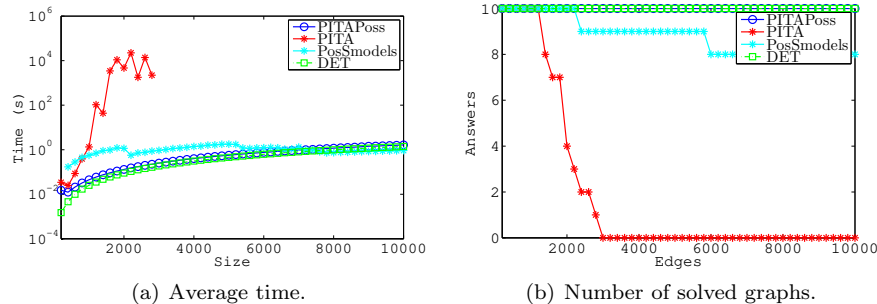 10^6
10^4
10^2
10^0
10^-2
10^-4
Time (s)
PITAPoss
PITA
PosSmodels
DET
2000 4000 6000 8000 10000
Size
(a) Average time.
10
8
6
4
2
0
Answers
PITAPoss
PITA
PosSmodels
DET
2000 4000 6000 8000 10000
Edges
(b) Number of solved graphs.